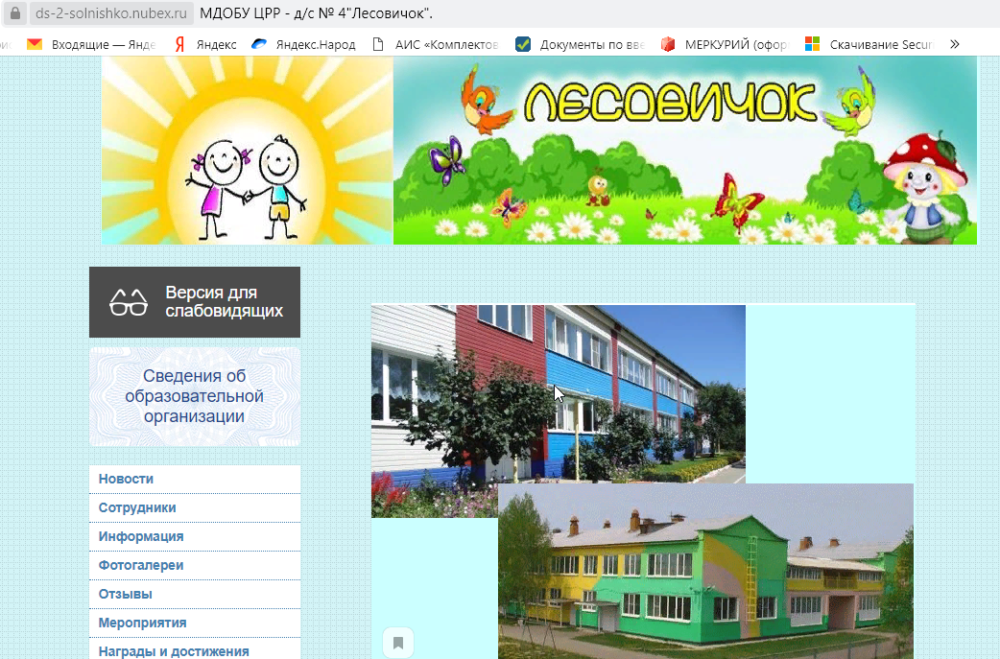 ds-2-solnishko.nubex.ru МДОБУ ЦРР - д/с № 4"Лесовичок".
Входящие — Янде Яндекс Яндекс.Народ АИС «Комплектов Документы по вве МЕРКУРИЙ (офор Скачивание Secur »
ЛЕСОВИЧОК
Версия для
слабовидящих
Сведения об
образовательной
организации
Новости
Сотрудники
Информация
Фотогалереи
Отзывы
Мероприятия
Награды и достижения